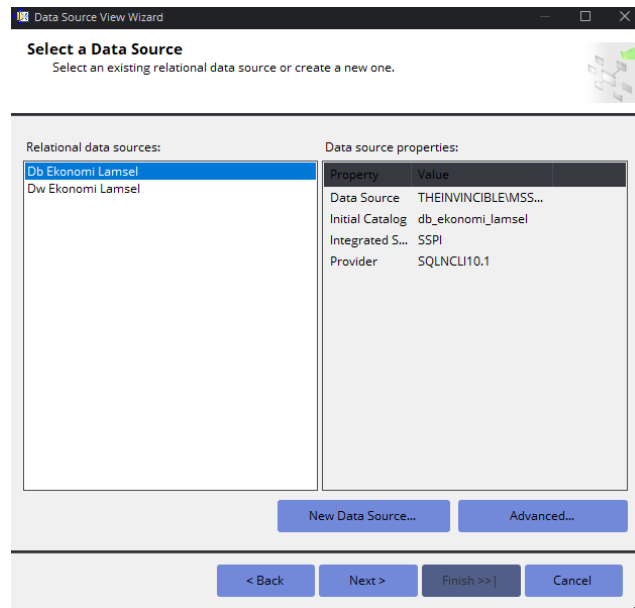 Data Source View Wizard
Select a Data Source
Select an existing relational data source or create a new one.
Relational data sources:
Db Ekonomi Lamsel
Dw Ekonomi Lamsel
Data source properties:
Property Value
Data Source THEINVINCIBLE\MSS...
Initial Catalog db_ekonomi_lamsel
Integrated S... SSPI
Provider SQLNCLI10.1
New Data Source... Advanced...
< Back Next > Finish >>| Cancel